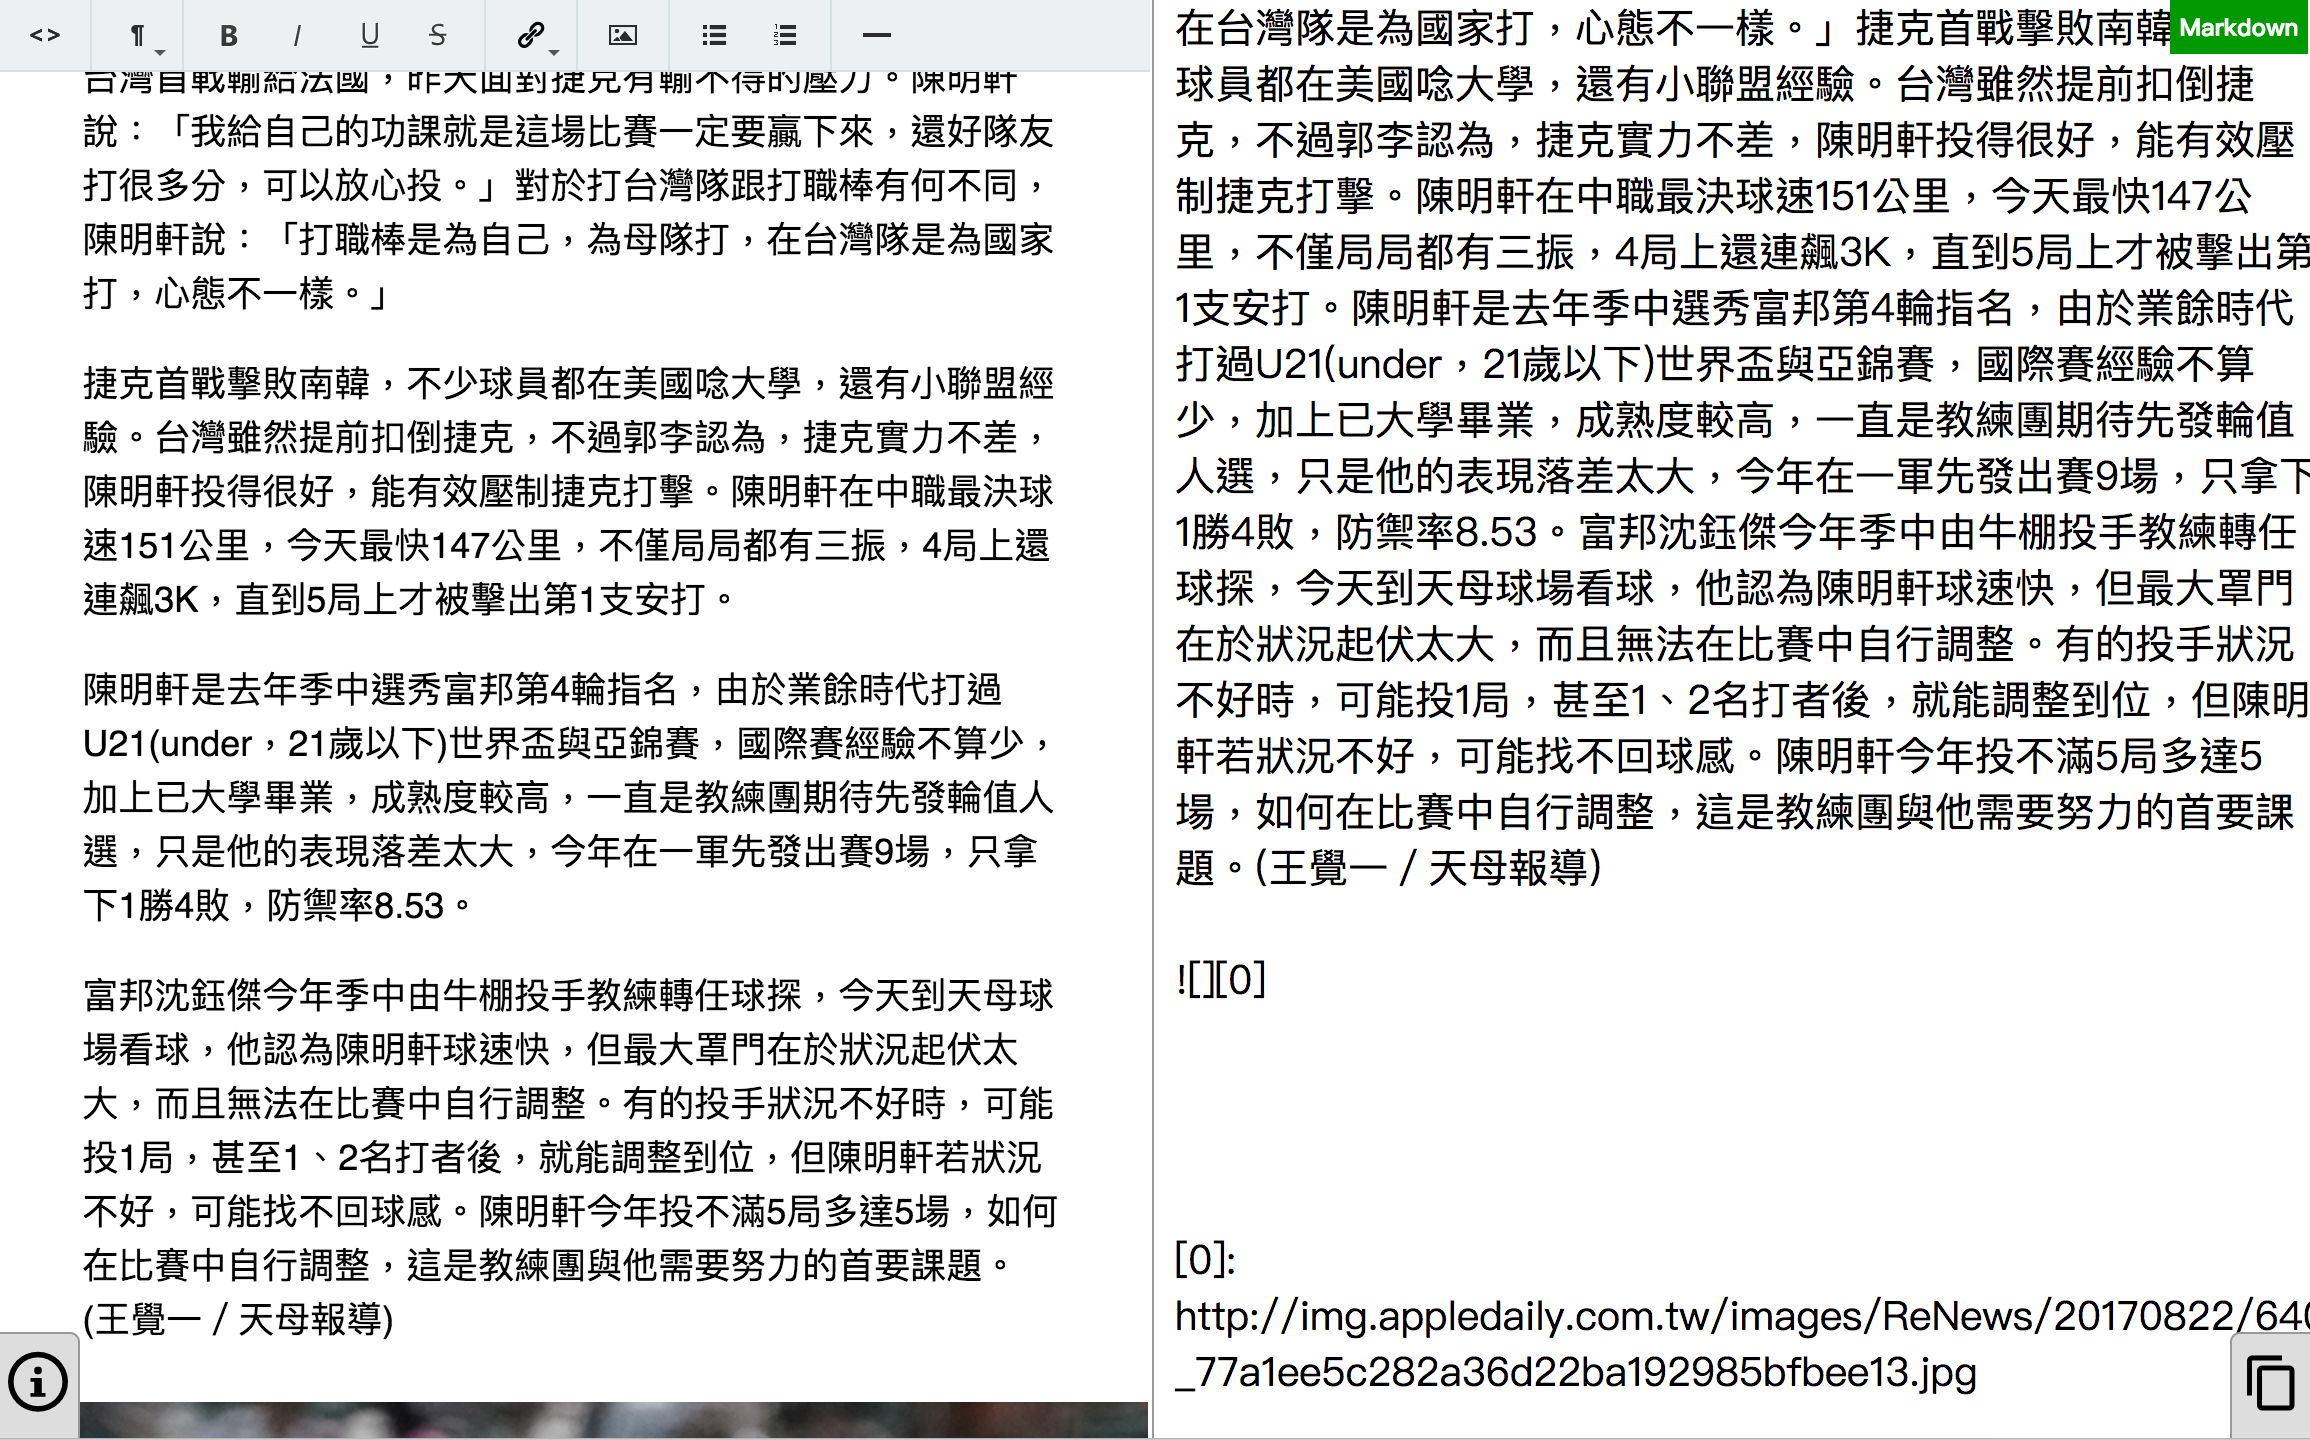 <> ¶ B I U S
台灣首戰輸給法國，昨天面對捷克有輸不得的壓力。陳明軒
說：「我給自己的功課就是這場比賽一定要贏下來，還好隊友
打很多分，可以放心投。」對於打台灣隊跟打職棒有何不同，
陳明軒說：「打職棒是為自己，為母隊打，在台灣隊是為國家
打，心態不一樣。」
捷克首戰擊敗南韓，不少球員都在美國唸大學，還有小聯盟經
驗。台灣雖然提前扣倒捷克，不過郭李認為，捷克實力不差，
陳明軒投得很好，能有效壓制捷克打擊。陳明軒在中職最決球
速151公里，今天最快147公里，不僅局局都有三振，4局上還
連飆3K，直到5局上才被擊出第1支安打。
陳明軒是去年季中選秀富邦第4輪指名，由於業餘時代打過
U21(under，21歲以下)世界盃與亞錦賽，國際賽經驗不算少，
加上已大學畢業，成熟度較高，一直是教練團期待先發輪值人
選，只是他的表現落差太大，今年在一軍先發出賽9場，只拿
下1勝4敗，防禦率8.53。
富邦沈鈺傑今年季中由牛棚投手教練轉任球探，今天到天母球
場看球，他認為陳明軒球速快，但最大罩門在於狀況起伏太
大，而且無法在比賽中自行調整。有的投手狀況不好時，可能
投1局，甚至1、2名打者後，就能調整到位，但陳明軒若狀況
不好，可能找不回球感。陳明軒今年投不滿5局多達5場，如何
在比賽中自行調整，這是教練團與他需要努力的首要課題。
(王覺一 / 天母報導)
Markdown
在台灣隊是為國家打，心態不一樣。」捷克首戰擊敗南韓
球員都在美國唸大學，還有小聯盟經驗。台灣雖然提前扣倒捷
克，不過郭李認為，捷克實力不差，陳明軒投得很好，能有效壓
制捷克打擊。陳明軒在中職最決球速151公里，今天最快147公
里，不僅局局都有三振，4局上還連飆3K，直到5局上才被擊出第
1支安打。陳明軒是去年季中選秀富邦第4輪指名，由於業餘時代
打過U21(under，21歲以下)世界盃與亞錦賽，國際賽經驗不算
少，加上已大學畢業，成熟度較高，一直是教練團期待先發輪值
人選，只是他的表現落差太大，今年在一軍先發出賽9場，只拿下
1勝4敗，防禦率8.53。富邦沈鈺傑今年季中由牛棚投手教練轉任
球探，今天到天母球場看球，他認為陳明軒球速快，但最大罩門
在於狀況起伏太大，而且無法在比賽中自行調整。有的投手狀況
不好時，可能投1局，甚至1、2名打者後，就能調整到位，但陳明
軒若狀況不好，可能找不回球感。陳明軒今年投不滿5局多達5
場，如何在比賽中自行調整，這是教練團與他需要努力的首要課
題。(王覺一 / 天母報導)
![][0]
[0]:
http://img.appledaily.com.tw/images/ReNews/20170822/640
_77a1ee5c282a36d22ba192985bfbee13.jpg